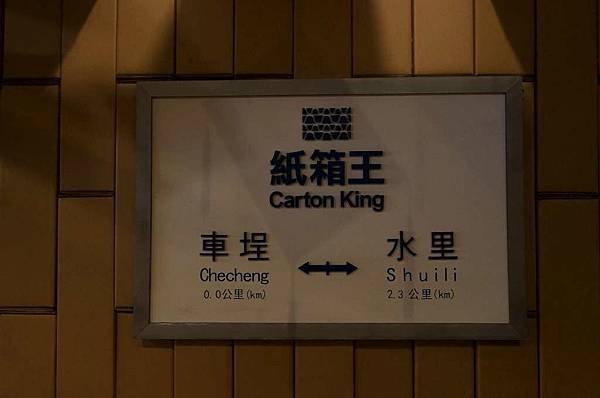 紙箱王
Carton King
車埕 水里
Checheng Shuili
0.0公里(km) 2.3 公里(km)